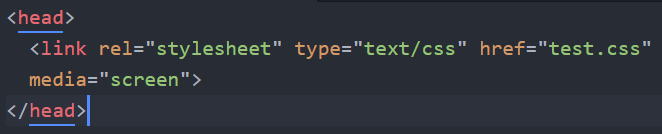 <head>
  <link rel="stylesheet" type="text/css" href="test.css"
  media="screen">
</head>